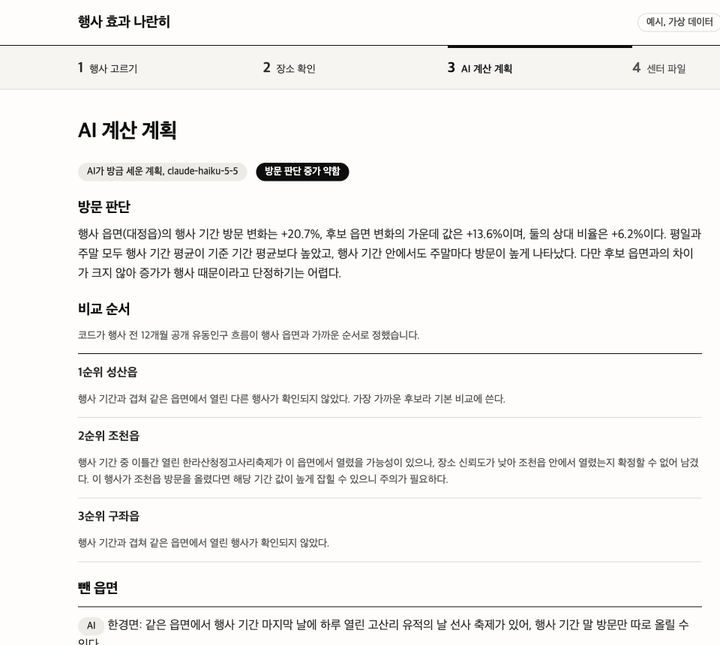 행사 효과 나란히
예시, 가상 데이터
1 행사 고르기
2 장소 확인
3 AI 계산 계획
4 센터 파일
AI 계산 계획
AI가 방금 세운 계획, claude-haiku-5-5
방문 판단 증가 약함
방문 판단
행사 읍면(대정읍)의 행사 기간 방문 변화는 +20.7%, 후보 읍면 변화의 가운데 값은 +13.6%이며, 둘의 상대 비율은 +6.2%이다. 평일과
주말 모두 행사 기간 평균이 기준 기간 평균보다 높았고, 행사 기간 안에서도 주말마다 방문이 높게 나타났다. 다만 후보 읍면과의 차이
가 크지 않아 증가가 행사 때문이라고 단정하기는 어렵다.
비교 순서
코드가 행사 전 12개월 공개 유동인구 흐름이 행사 읍면과 가까운 순서로 정했습니다.
1순위 성산읍
행사 기간과 겹쳐 같은 읍면에서 열린 다른 행사가 확인되지 않았다. 가장 가까운 후보라 기본 비교에 쓴다.
2순위 조천읍
행사 기간 중 이틀간 열린 한라산청정고사리축제가 이 읍면에서 열렸을 가능성이 있으나, 장소 신뢰도가 낮아 조천읍 안에서 열렸는지 확정할 수 없어 남겼
다. 이 행사가 조천읍 방문을 올렸다면 해당 기간 값이 높게 잡힐 수 있으니 주의가 필요하다.
3순위 구좌읍
행사 기간과 겹쳐 같은 읍면에서 열린 행사가 확인되지 않았다.
뺀 읍면
AI 한경면: 같은 읍면에서 행사 기간 마지막 날에 하루 열린 고산리 유적의 날 선사 축제가 있어, 행사 기간 말 방문만 따로 올릴 수
있다.